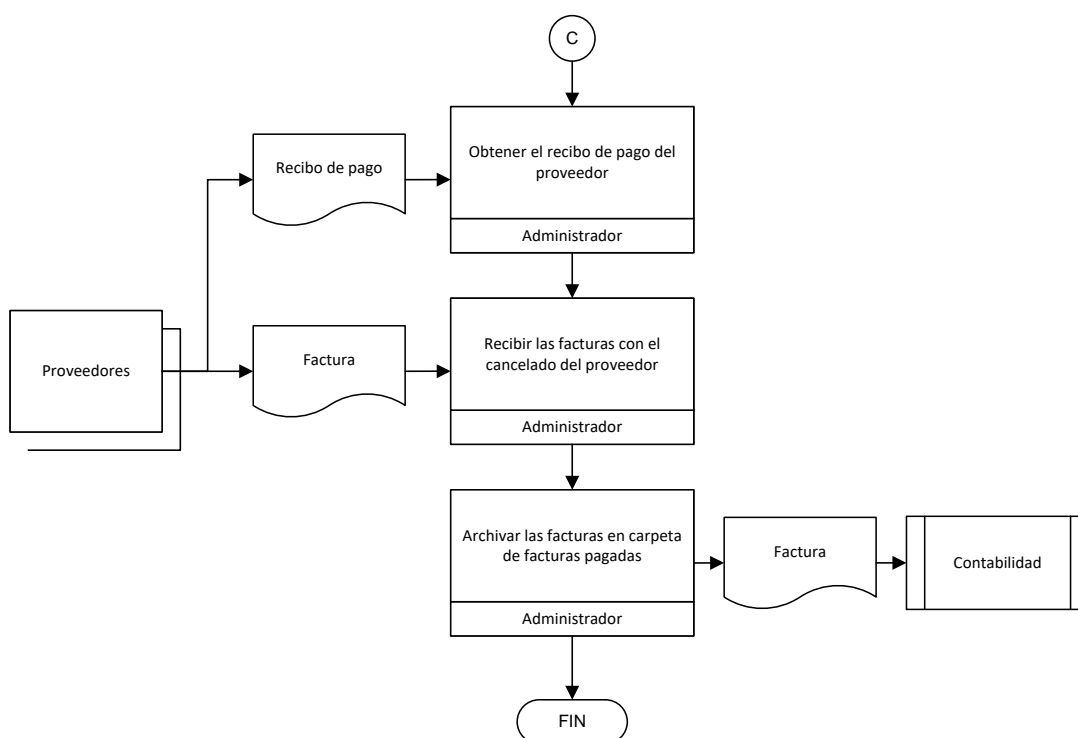 C
Recibo de pago
Obtener el recibo de pago del
proveedor
Administrador
Proveedores
Factura
Recibir las facturas con el
cancelado del proveedor
Administrador
Archivar las facturas en carpeta
de facturas pagadas
Administrador
Factura
Contabilidad
FIN